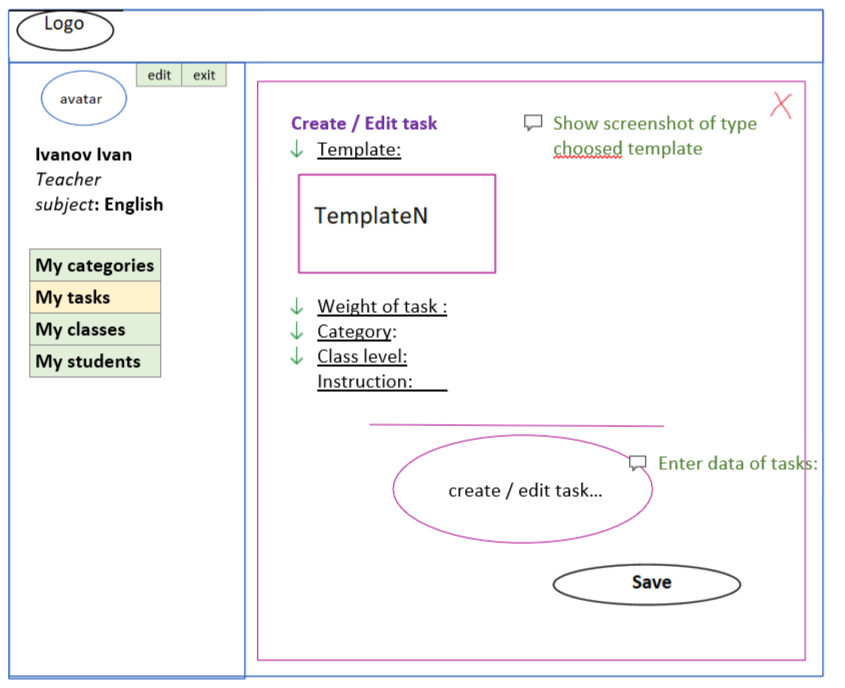 Logo
edit exit
avatar
Ivanov Ivan
Teacher
subject: English
My categories
My tasks
My classes
My students
Create / Edit task
Template:
Show screenshot of type
choosed template
TemplateN
Weight of task :
Category:
Class level:
Instruction:____
Enter data of tasks:
create / edit task...
Save